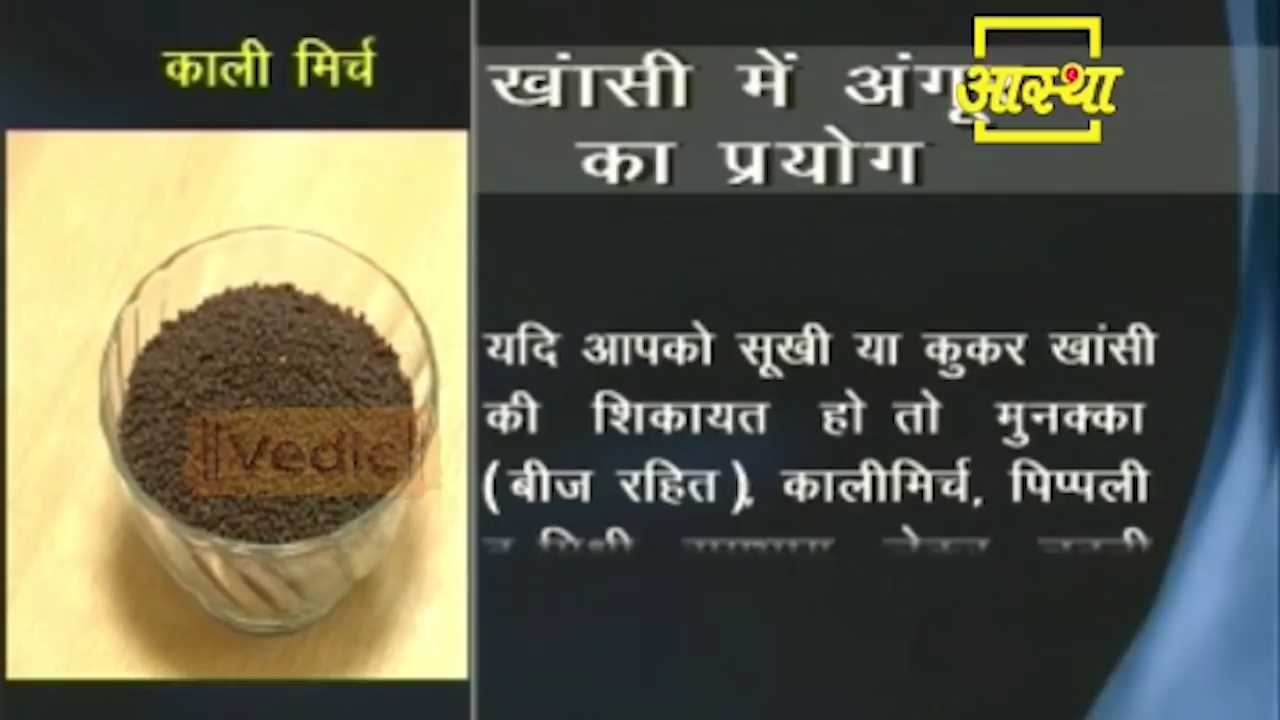 काली मिर्च
खांसी में
का प्रयोग
आस्था
यदि आपको सूखी या कुकर खांसी
की शिकायत हो तो मुनक्का
(बीज रहित), कालीमिर्च, पिप्पली
||vedic||